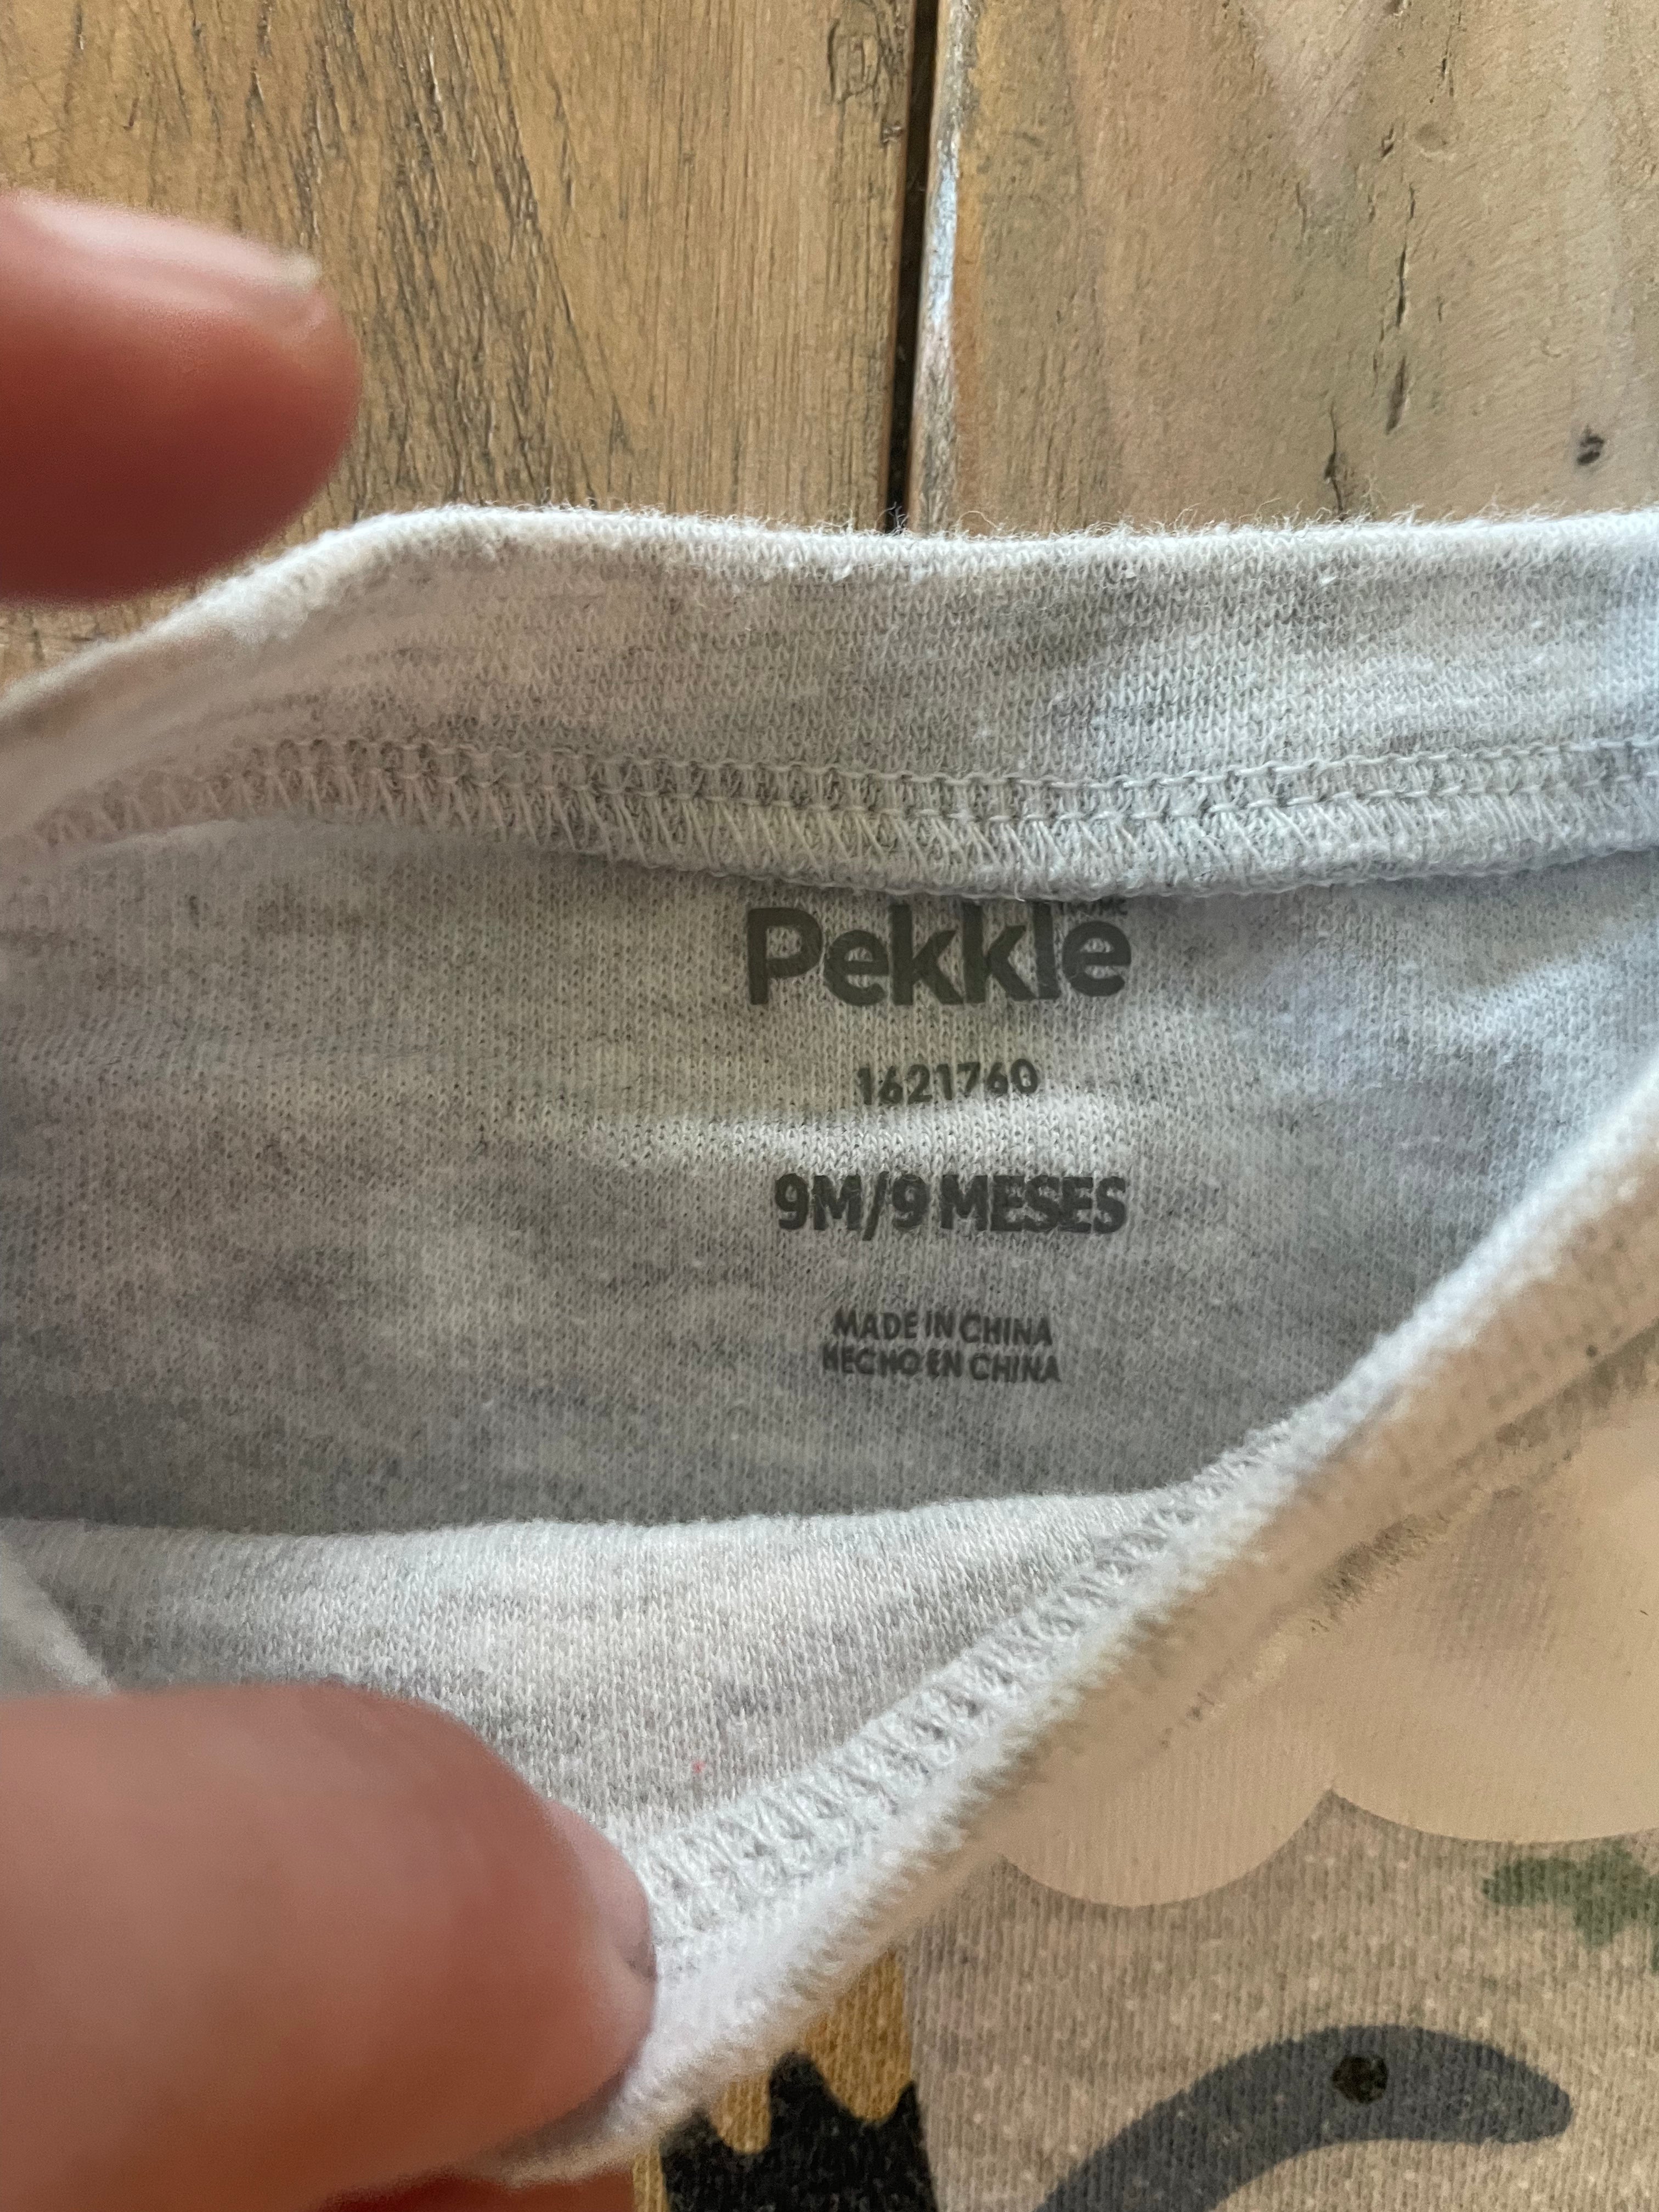 Pekkle
1621760
9M/9 MESES
MADE IN CHINA
HECHO EN CHINA